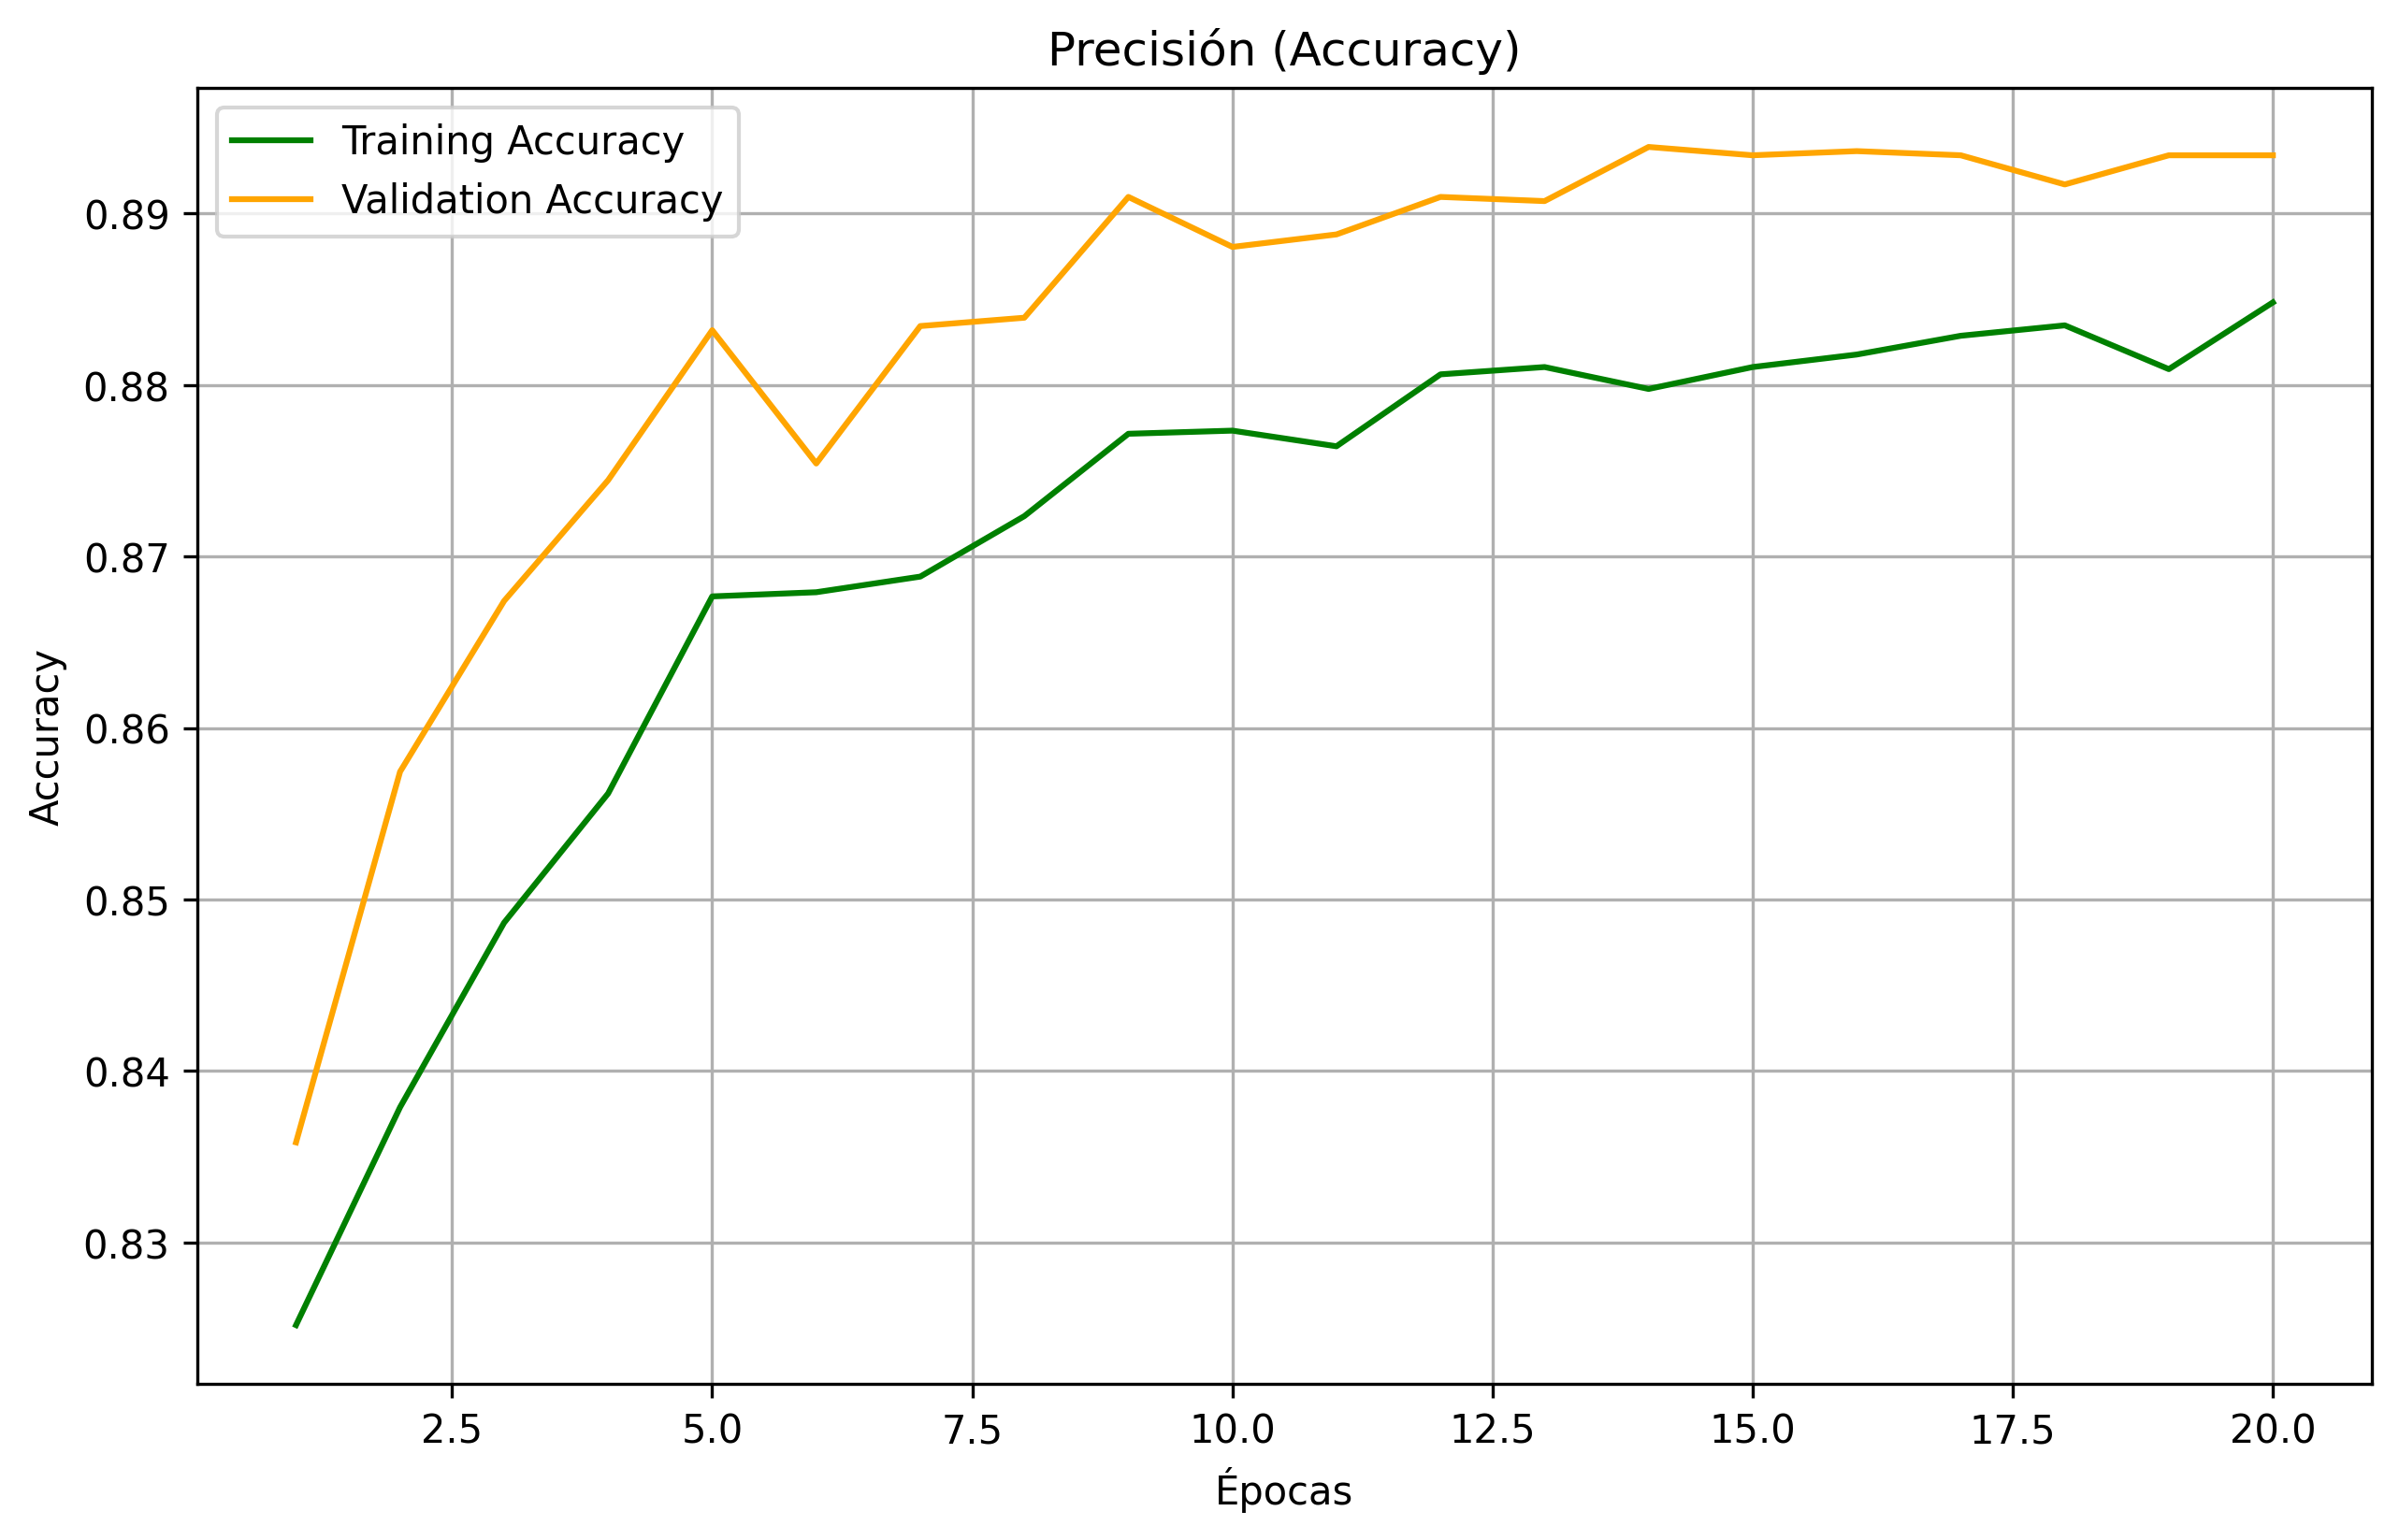 Precisión (Accuracy)
Training Accuracy
Validation Accuracy
0.89
0.88
0.87
0.86
0.85
0.84
0.83
Accuracy
2.5 5.0 7.5 10.0 12.5 15.0 17.5 20.0
Épocas